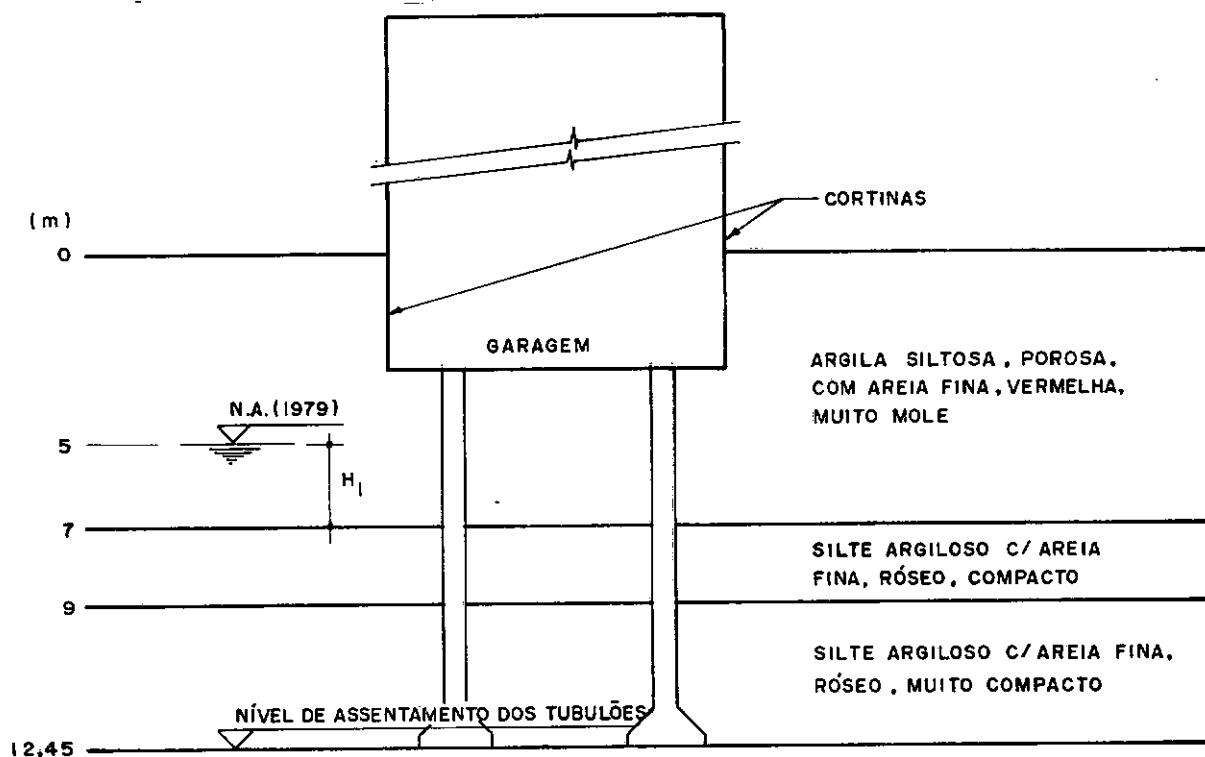 CORTINAS
(m)
0
GARAGEM
ARGILA SILTOSA, POROSA,
COM AREIA FINA, VERMELHA,
MUITO MOLE
N.A. (1979)
5
H1
7
SILTE ARGILOSO C/ AREIA
FINA, RÓSEO, COMPACTO
9
SILTE ARGILOSO C/ AREIA FINA,
RÓSEO, MUITO COMPACTO
NÍVEL DE ASSENTAMENTO DOS TUBULÕES
12,45